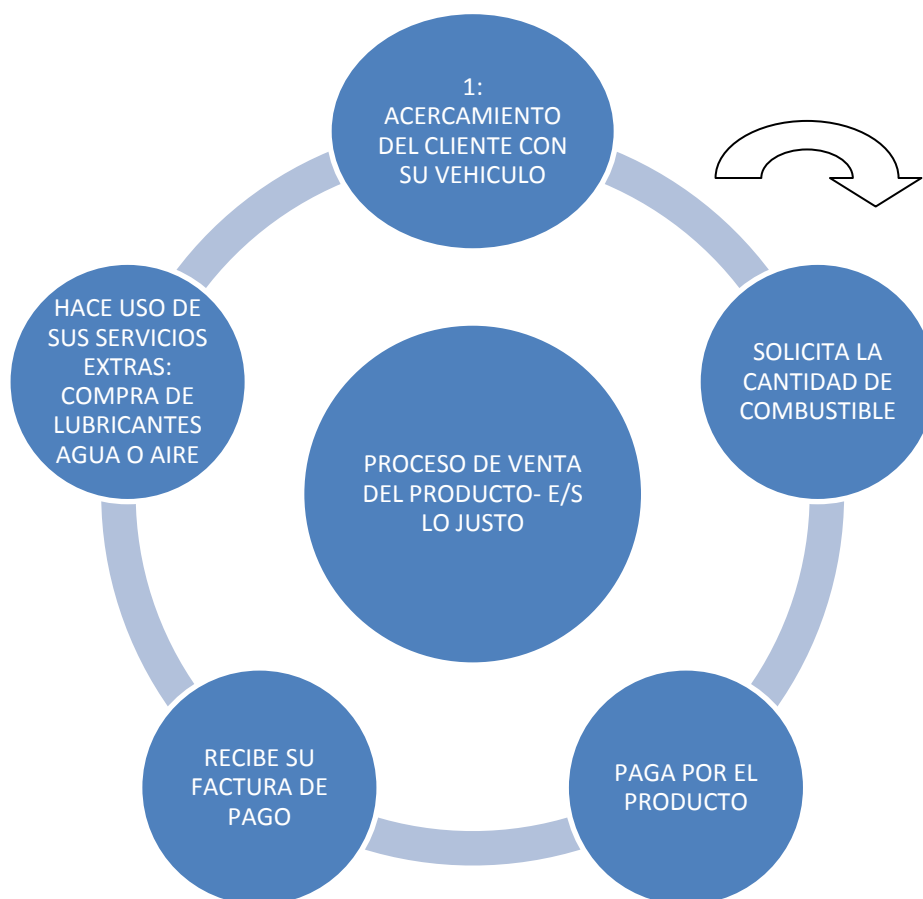 1:
ACERCAMIENTO
DEL CLIENTE CON
SU VEHICULO
SOLICITA LA
CANTIDAD DE
COMBUSTIBLE
PAGA POR EL
PRODUCTO
RECIBE SU
FACTURA DE
PAGO
HACE USO DE
SUS SERVICIOS
EXTRAS:
COMPRA DE
LUBRICANTES
AGUA O AIRE
PROCESO DE VENTA
DEL PRODUCTO- E/S
LO JUSTO